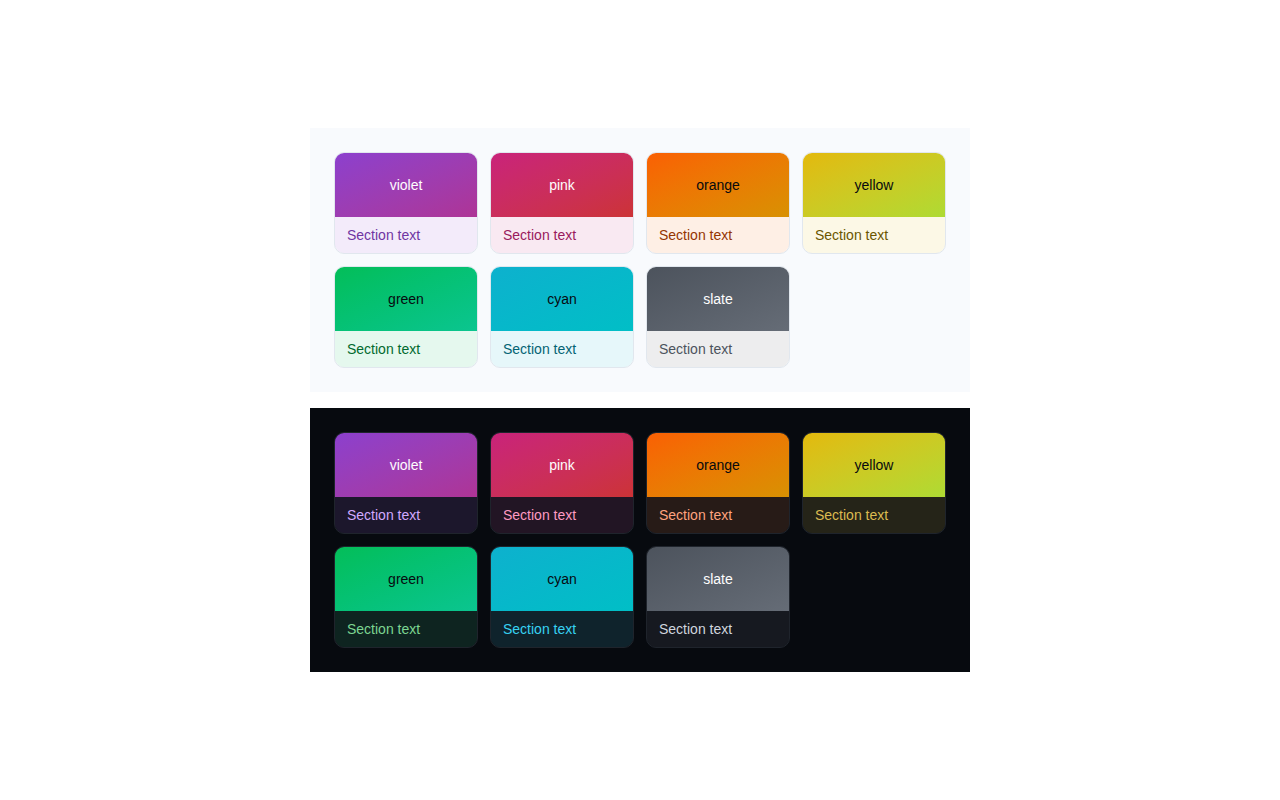 violet
pink
orange
yellow
Section text
Section text
Section text
Section text
green
cyan
slate
Section text
Section text
Section text
violet
pink
orange
yellow
Section text
Section text
Section text
Section text
green
cyan
slate
Section text
Section text
Section text